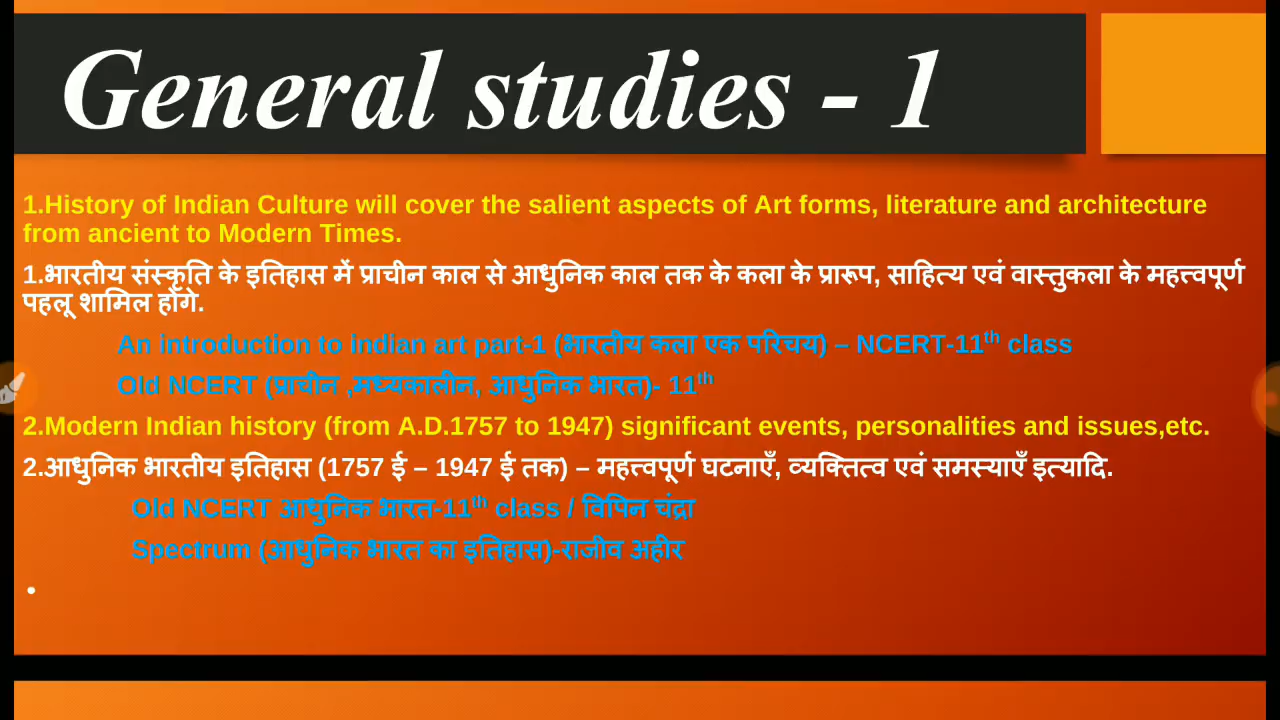 General studies - 1
1.History of Indian Culture will cover the salient aspects of Art forms, literature and architecture
from ancient to Modern Times.
1.भारतीय संस्कृति के इतिहास में प्राचीन काल से आधुनिक काल तक के कला के प्रारूप, साहित्य एवं वास्तुकला के महत्त्वपूर्ण
पहलू शामिल होंगे.
An introduction to indian art part-1 (भारतीय कला एक परिचय) – NCERT-11th class
Old NCERT (प्राचीन ,मध्यकालीन, आधुनिक भारत)- 11th
2.Modern Indian history (from A.D.1757 to 1947) significant events, personalities and issues,etc.
2.आधुनिक भारतीय इतिहास (1757 ई – 1947 ई तक) – महत्त्वपूर्ण घटनाएँ, व्यक्तित्व एवं समस्याएँ इत्यादि.
Old NCERT आधुनिक भारत-11th class / विपिन चंद्रा
Spectrum (आधुनिक भारत का इतिहास)-राजीव अहीर